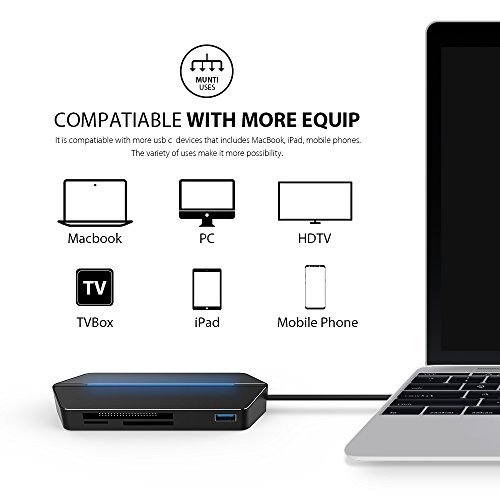 MUNTI
USES
COMPATIABLE WITH MORE EQUIP
It is compatiable with more usb c devices that includes MacBook, iPad, mobile phones.
The variety of uses make it more possibility.
Macbook PC HDTV
TV
TVBox iPad Mobile Phone